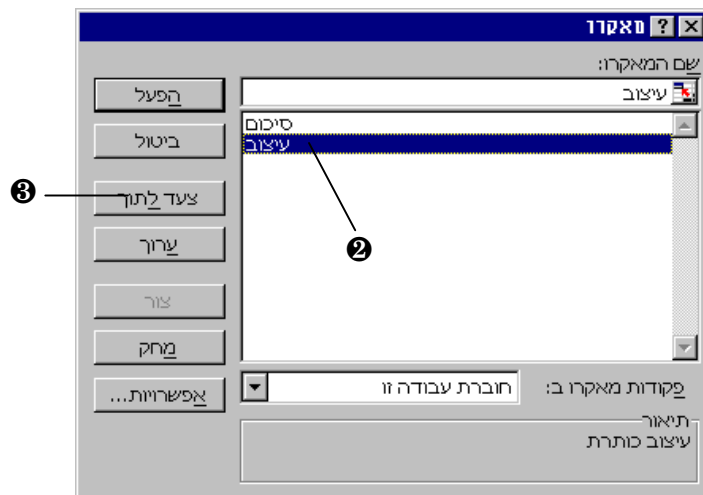 מאקרו
שם המאקרו:
עיצוב
הפעל
סיכום
עיצוב
ביטול
❸
צעד לתוך
❷
ערוך
צור
מחק
פקודות מאקרו ב:
חוברת עבודה זו
אפשרויות...
תיאור
עיצוב כותרת